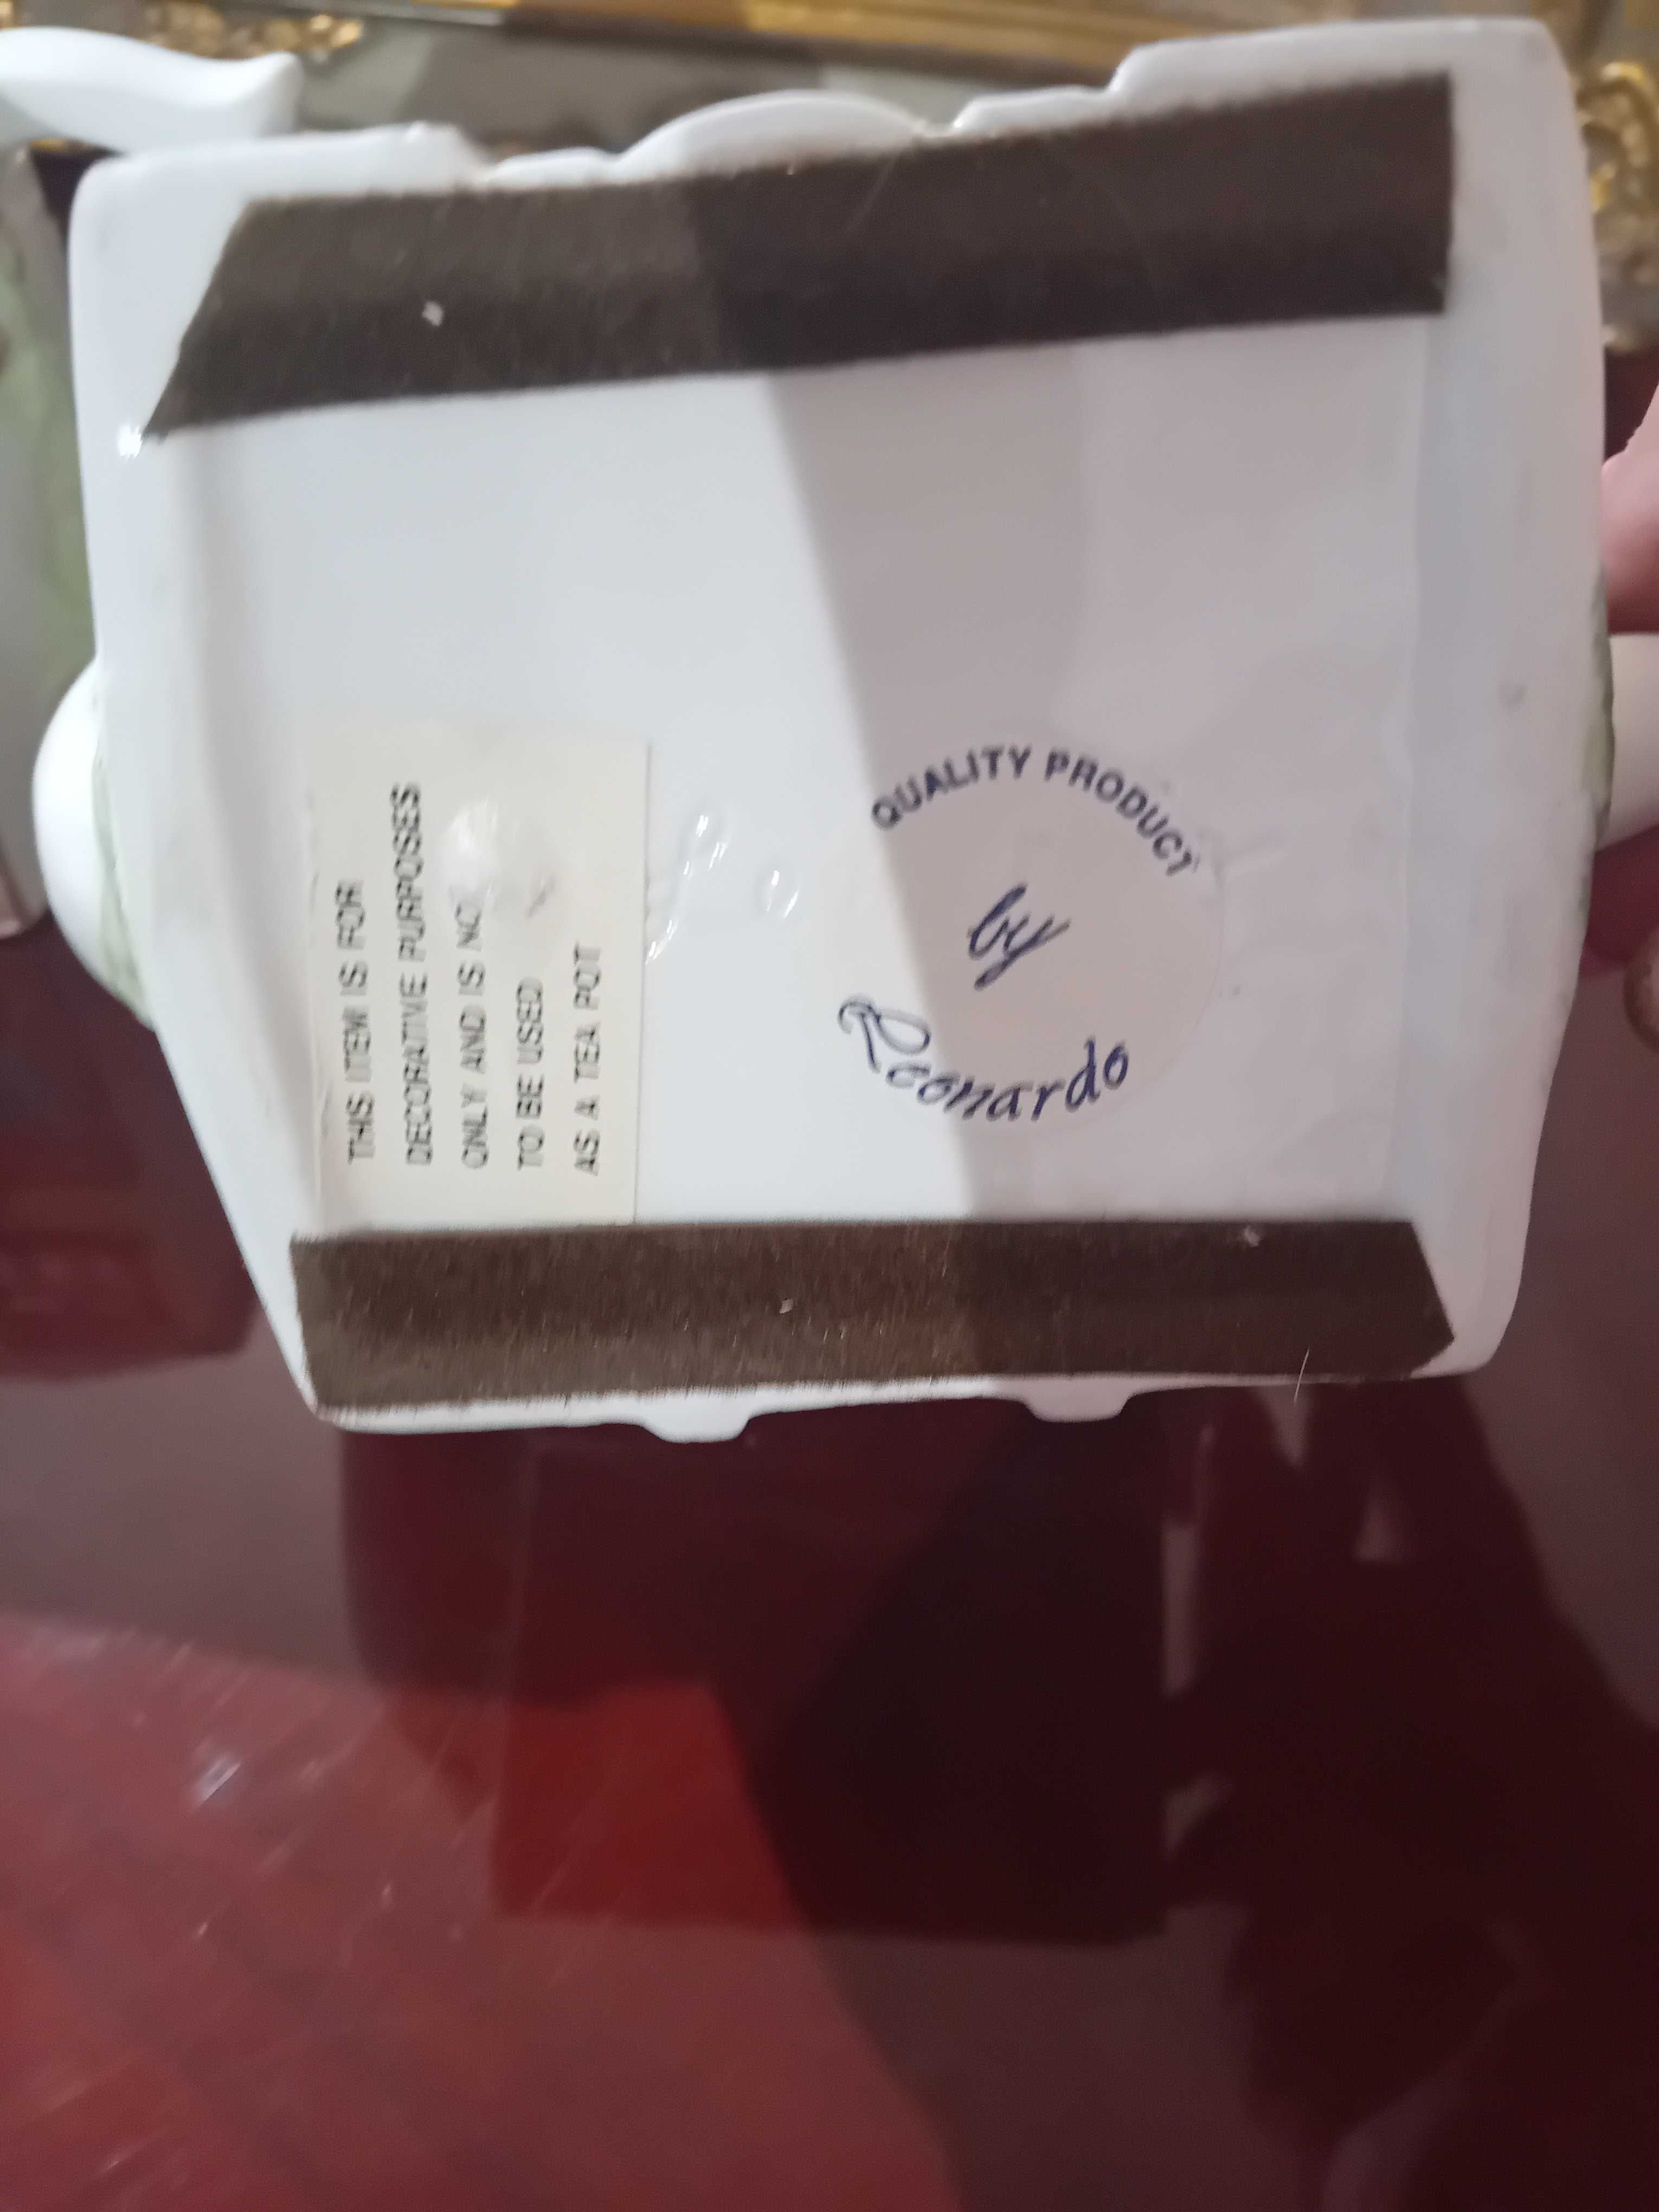 THIS ITEM IS FOR
DECORATIVE PURPOSES
ONLY AND IS NO
TO BE USED
AS A TEA POT
QUALITY PRODUCT
by
Leonardo